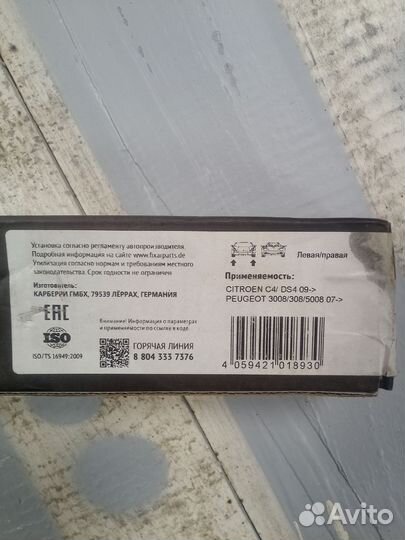 Установка согласно регламенту автопроизводителя.
Подробная информация на сайте www.fixarparts.de
Утилизация согласно нормам и требованиям местного
законодательства. Срок годности не ограничен
Изготовитель:
КАРБЕРРИ ГМБХ, 79539 ЛЁРРАХ, ГЕРМАНИЯ
EAC
ISO
ISO/TS 16949:2009
Внимание! Информация о параметрах
и применяемости по ссылке в коде
ГОРЯЧАЯ ЛИНИЯ
8 804 333 7376
Левая/правая
Применяемость:
CITROEN C4/ DS4 09->
PEUGEOT 3008/308/5008 07->
4 059421 018930
Avito